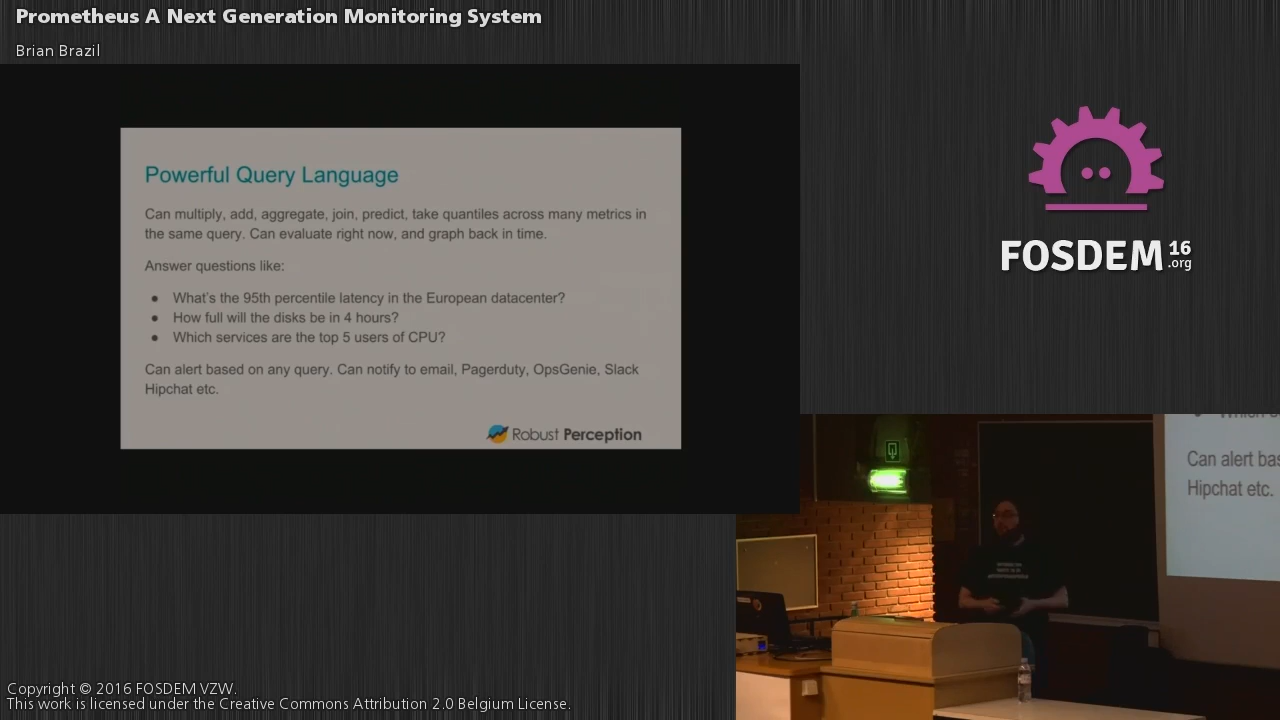 Prometheus A Next Generation Monitoring System
Brian Brazil
Powerful Query Language
Can multiply, add, aggregate, join, predict, take quantiles across many metrics in
the same query. Can evaluate right now, and graph back in time.
Answer questions like:
● What's the 95th percentile latency in the European datacenter?
● How full will the disks be in 4 hours?
● Which services are the top 5 users of CPU?
Can alert based on any query. Can notify to email, Pagerduty, OpsGenie, Slack
Hipchat etc.
Robust Perception
FOSDEM 16
.org
Can alert bas
Hipchat etc.
Copyright © 2016 FOSDEM VZW.
This work is licensed under the Creative Commons Attribution 2.0 Belgium License.